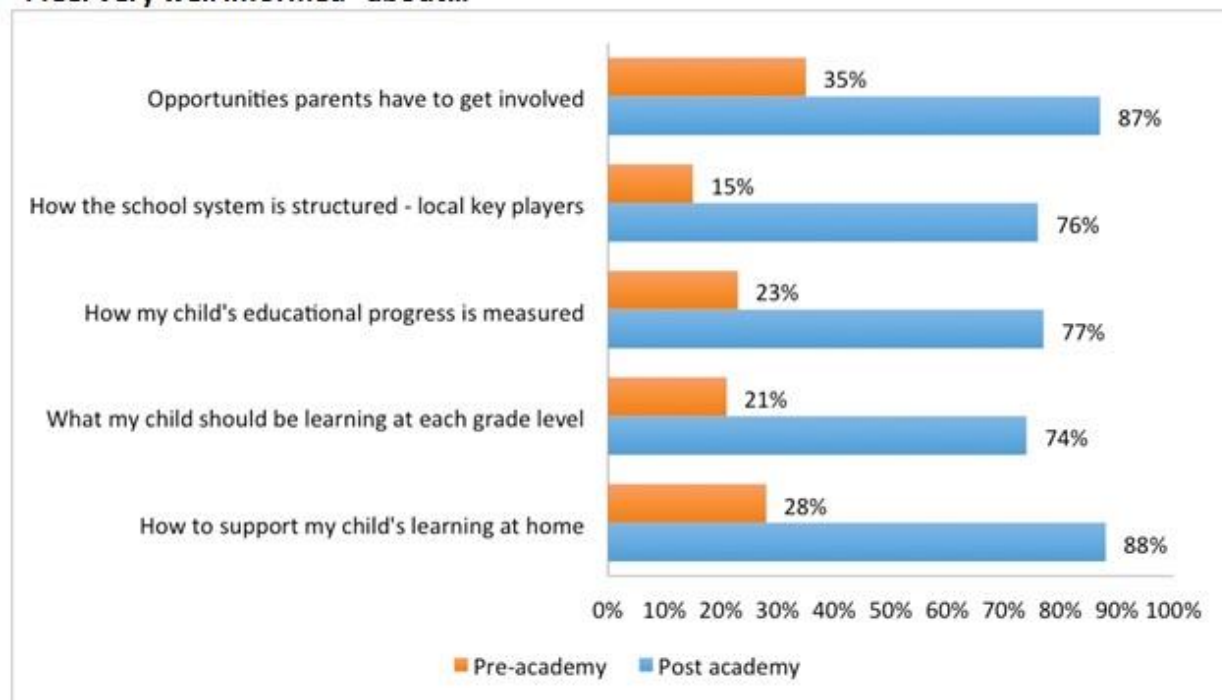 Opportunities parents have to get involved
35%
87%
How the school system is structured - local key players
15%
76%
How my child's educational progress is measured
23%
77%
What my child should be learning at each grade level
21%
74%
How to support my child's learning at home
28%
88%
0% 10% 20% 30% 40% 50% 60% 70% 80% 90% 100%
Pre-academy Post academy